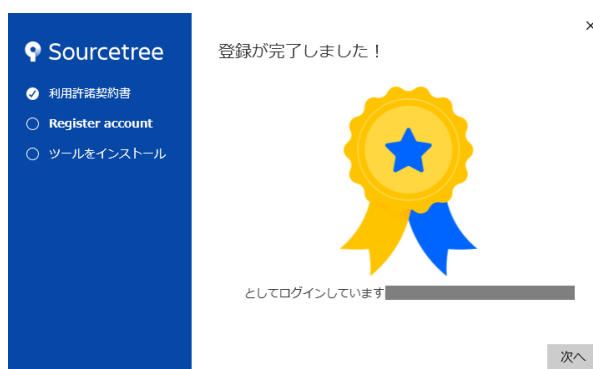 Sourcetree
利用許諾契約書
Register account
ツールをインストール
×
登録が完了しました！
としてログインしています
次へ